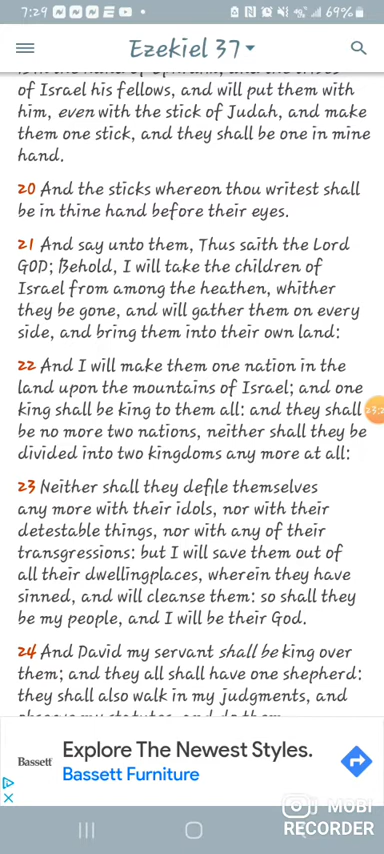 7:29
69%
Ezekiel 37
of Israel his fellows, and will put them with
him, even with the stick of Judah, and make
them one stick, and they shall be one in mine
hand.
20 And the sticks whereon thou writest shall
be in thine hand before their eyes.
21 And say unto them, Thus saith the Lord
GOD; Behold, I will take the children of
Israel from among the heathen, whither
they be gone, and will gather them on every
side, and bring them into their own land:
22 And I will make them one nation in the
land upon the mountains of Israel; and one
king shall be king to them all: and they shall
be no more two nations, neither shall they be
divided into two kingdoms any more at all:
23 Neither shall they defile themselves
any more with their idols, nor with their
detestable things, nor with any of their
transgressions: but I will save them out of
all their dwellingplaces, wherein they have
sinned, and will cleanse them: so shall they
be my people, and I will be their God.
24 And David my servant shall be king over
them; and they all shall have one shepherd:
they shall also walk in my judgments, and
observe my statutes, and do them.
Bassett
Explore The Newest Styles.
Bassett Furniture
MOBI
RECORDER